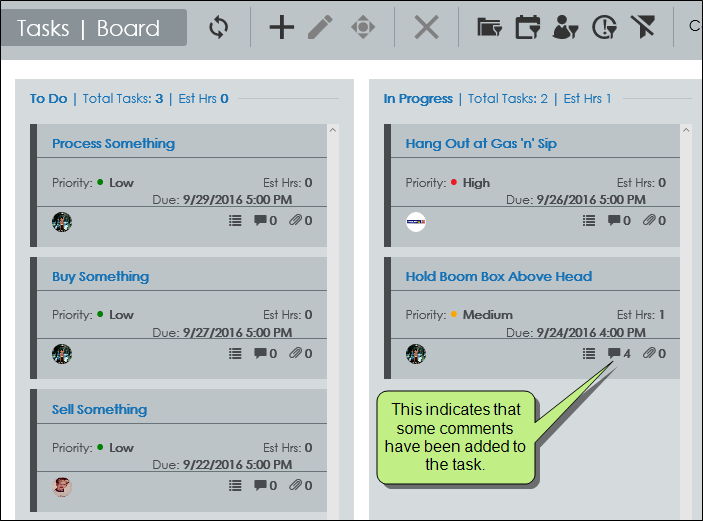 Tasks | Board
C
To Do | Total Tasks: 3 | Est Hrs 0
Process Something
Priority: • Low Est Hrs: 0
Due: 9/29/2016 5:00 PM
0 0
Buy Something
Priority: • Low Est Hrs: 0
Due: 9/27/2016 5:00 PM
0 0
Sell Something
Priority: • Low Est Hrs: 0
Due: 9/22/2016 5:00 PM
0 0
In Progress | Total Tasks: 2 | Est Hrs 1
Hang Out at Gas 'n' Sip
Priority: • High Est Hrs: 0
Due: 9/26/2016 5:00 PM
0 0
Hold Boom Box Above Head
Priority: • Medium Est Hrs: 1
Due: 9/24/2016 4:00 PM
4 0
This indicates that
some comments
have been added to
the task.